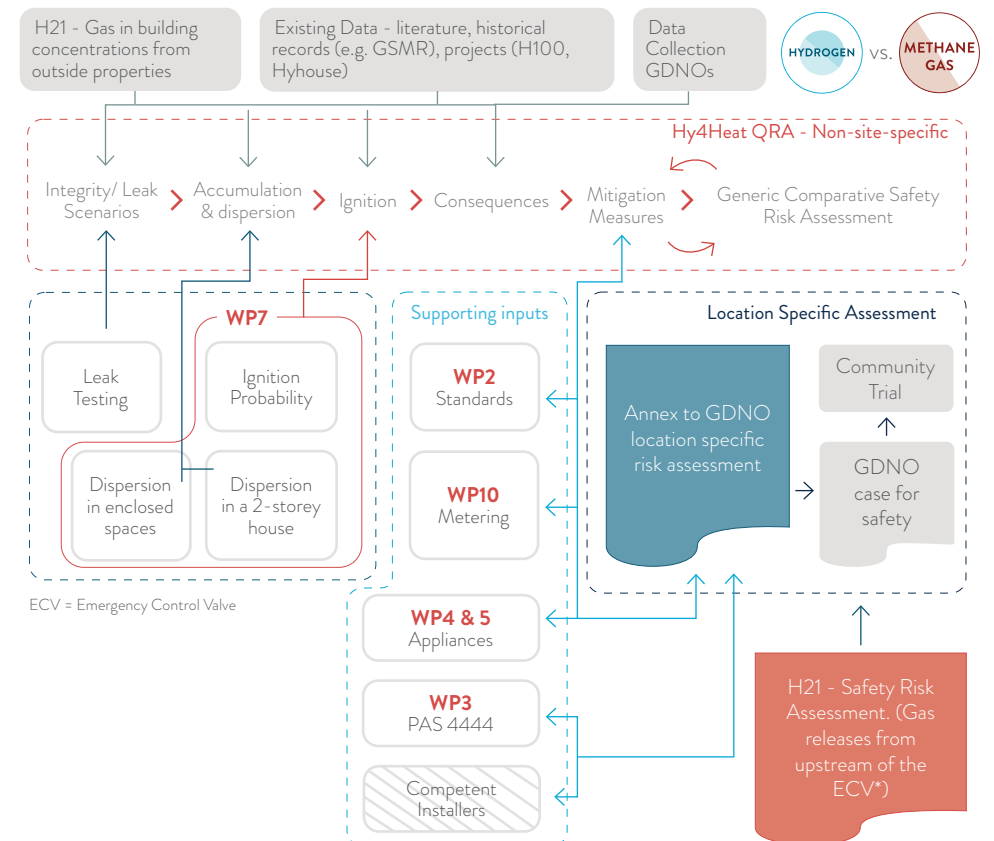 H21 - Gas in building
concentrations from
outside properties
Existing Data - literature, historical
records (e.g. GSMR), projects (H100,
Hyhouse)
Data
Collection
GDNOs
HYDROGEN
vs.
METHANE
GAS
Hy4Heat QRA - Non-site-specific
Integrity/ Leak
Scenarios
Accumulation
& dispersion
Ignition
Consequences
Mitigation
Measures
Generic Comparative Safety
Risk Assessment
WP7
Leak
Testing
Ignition
Probability
Dispersion
in enclosed
spaces
Dispersion
in a 2-storey
house
ECV = Emergency Control Valve
Supporting inputs
WP2
Standards
WP10
Metering
WP4 & 5
Appliances
WP3
PAS 4444
Competent
Installers
Location Specific Assessment
Annex to GDNO
location specific
risk assessment
Community
Trial
GDNO
case for
safety
H21 - Safety Risk
Assessment. (Gas
releases from
upstream of the
ECV*)